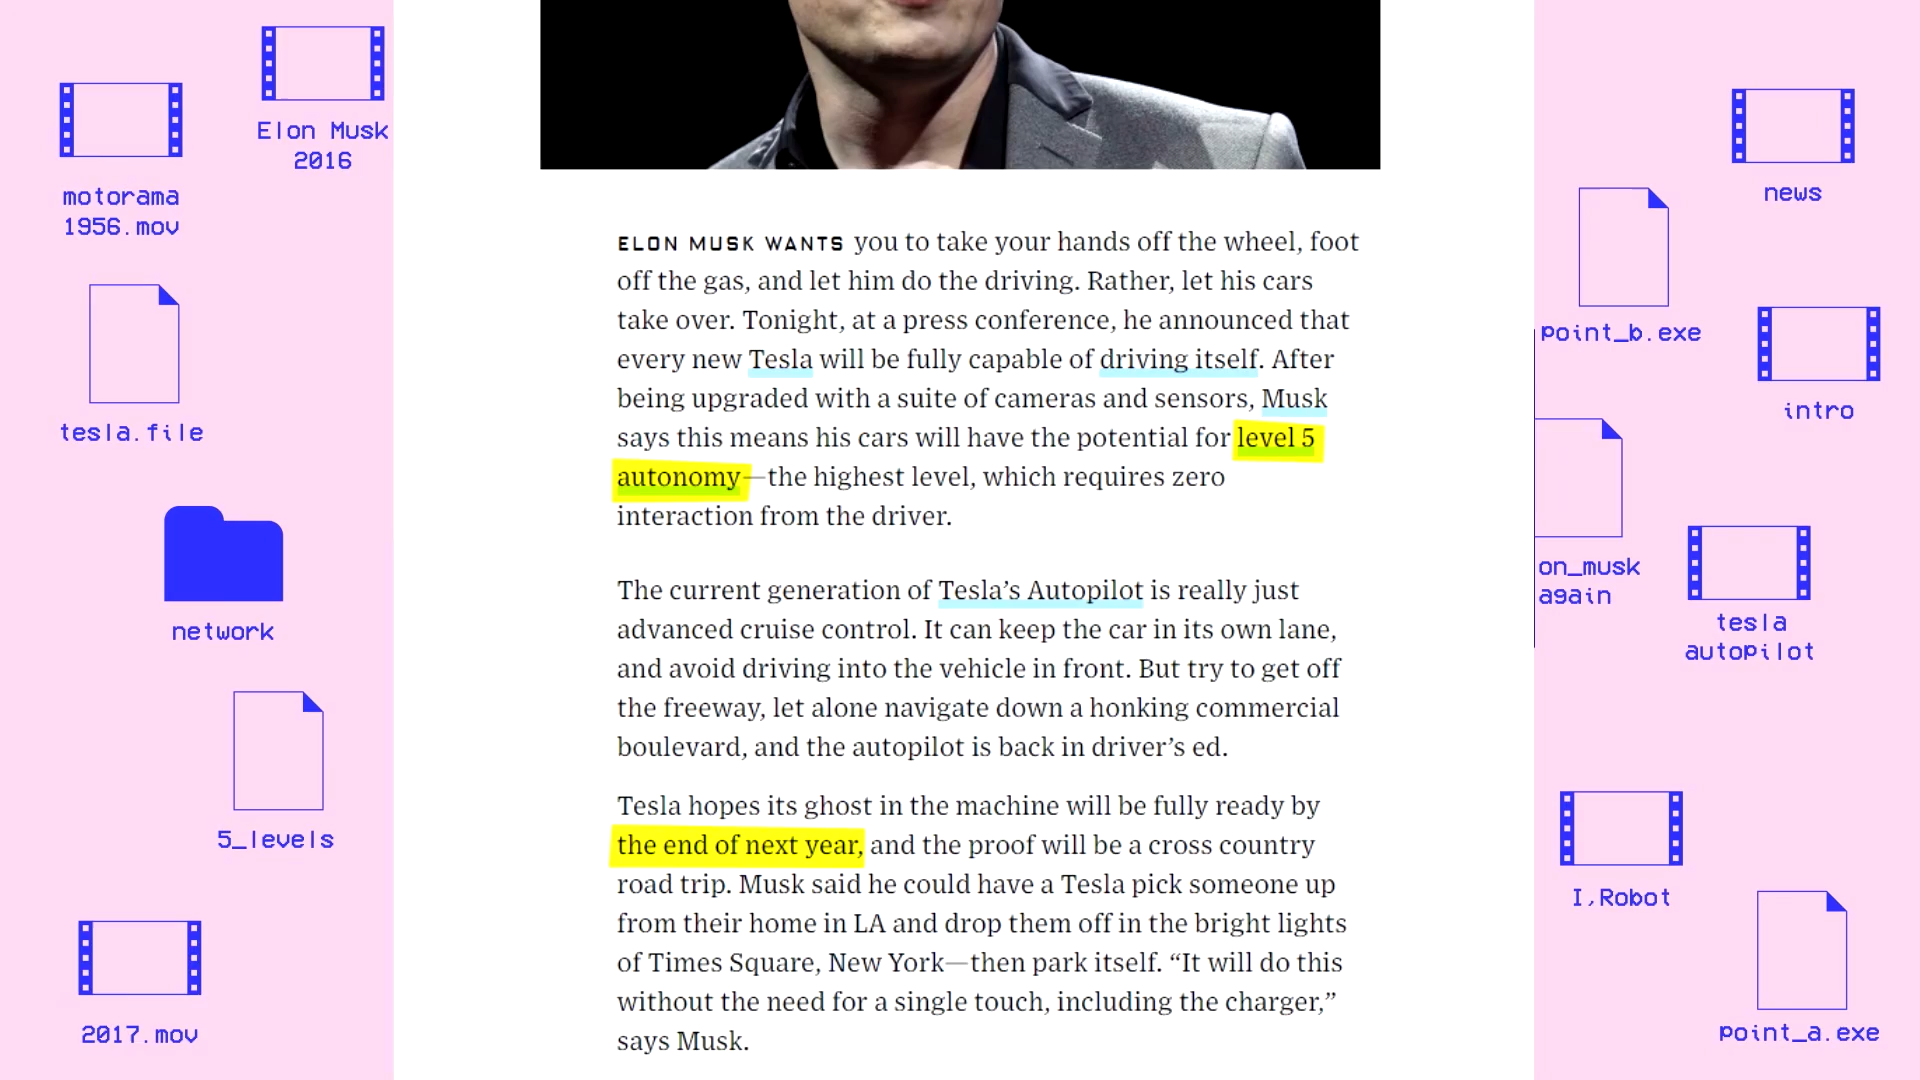 Elon Musk
2016
motorama
1956.mov
tesla.file
network
5_levels
2017.mov
ELON MUSK WANTS you to take your hands off the wheel, foot
off the gas, and let him do the driving. Rather, let his cars
take over. Tonight, at a press conference, he announced that
every new Tesla will be fully capable of driving itself. After
being upgraded with a suite of cameras and sensors, Musk
says this means his cars will have the potential for level 5
autonomy—the highest level, which requires zero
interaction from the driver.
The current generation of Tesla’s Autopilot is really just
advanced cruise control. It can keep the car in its own lane,
and avoid driving into the vehicle in front. But try to get off
the freeway, let alone navigate down a honking commercial
boulevard, and the autopilot is back in driver’s ed.
Tesla hopes its ghost in the machine will be fully ready by
the end of next year, and the proof will be a cross country
road trip. Musk said he could have a Tesla pick someone up
from their home in LA and drop them off in the bright lights
of Times Square, New York—then park itself. “It will do this
without the need for a single touch, including the charger,”
says Musk.
news
point_b.exe
intro
on_musk
again
tesla
autopilot
I,Robot
point_a.exe